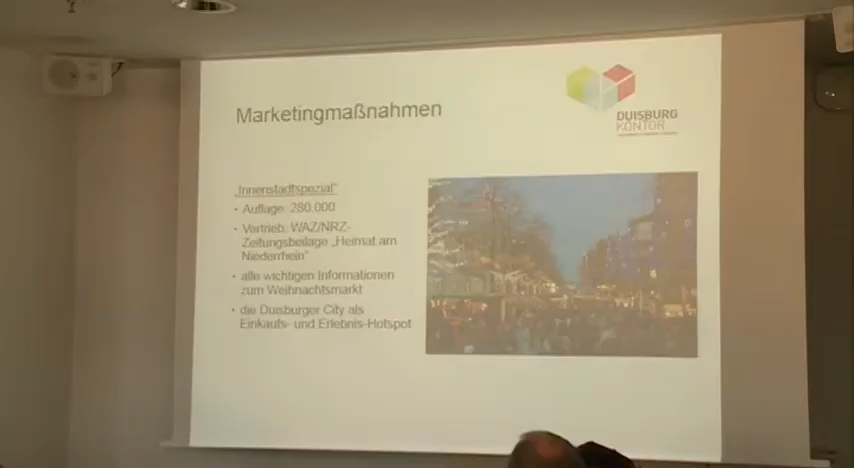 Marketingmaßnahmen
DUISBURG
KONTOR
„Innenstadtspezial“
• Auflage: 280.000
• Vertrieb: WAZ/NRZ-
Zeitungsbeilage „Heimat am
Niederrhein“
• alle wichtigen Informationen
zum Weihnachtsmarkt
• die Duisburger City als
Einkaufs- und Erlebnis-Hotspot